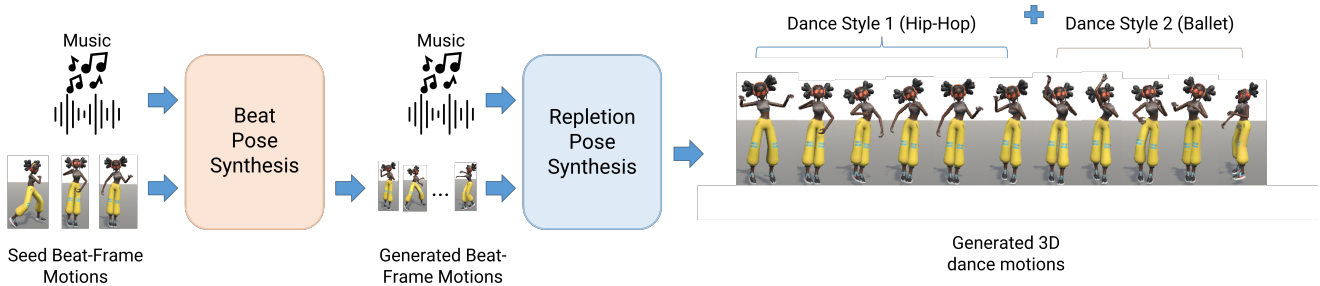 Music
Beat
Pose
Synthesis
Seed Beat-Frame
Motions
Music
...
Generated Beat-
Frame Motions
Repletion
Pose
Synthesis
Dance Style 1 (Hip-Hop)
Dance Style 2 (Ballet)
Generated 3D
dance motions